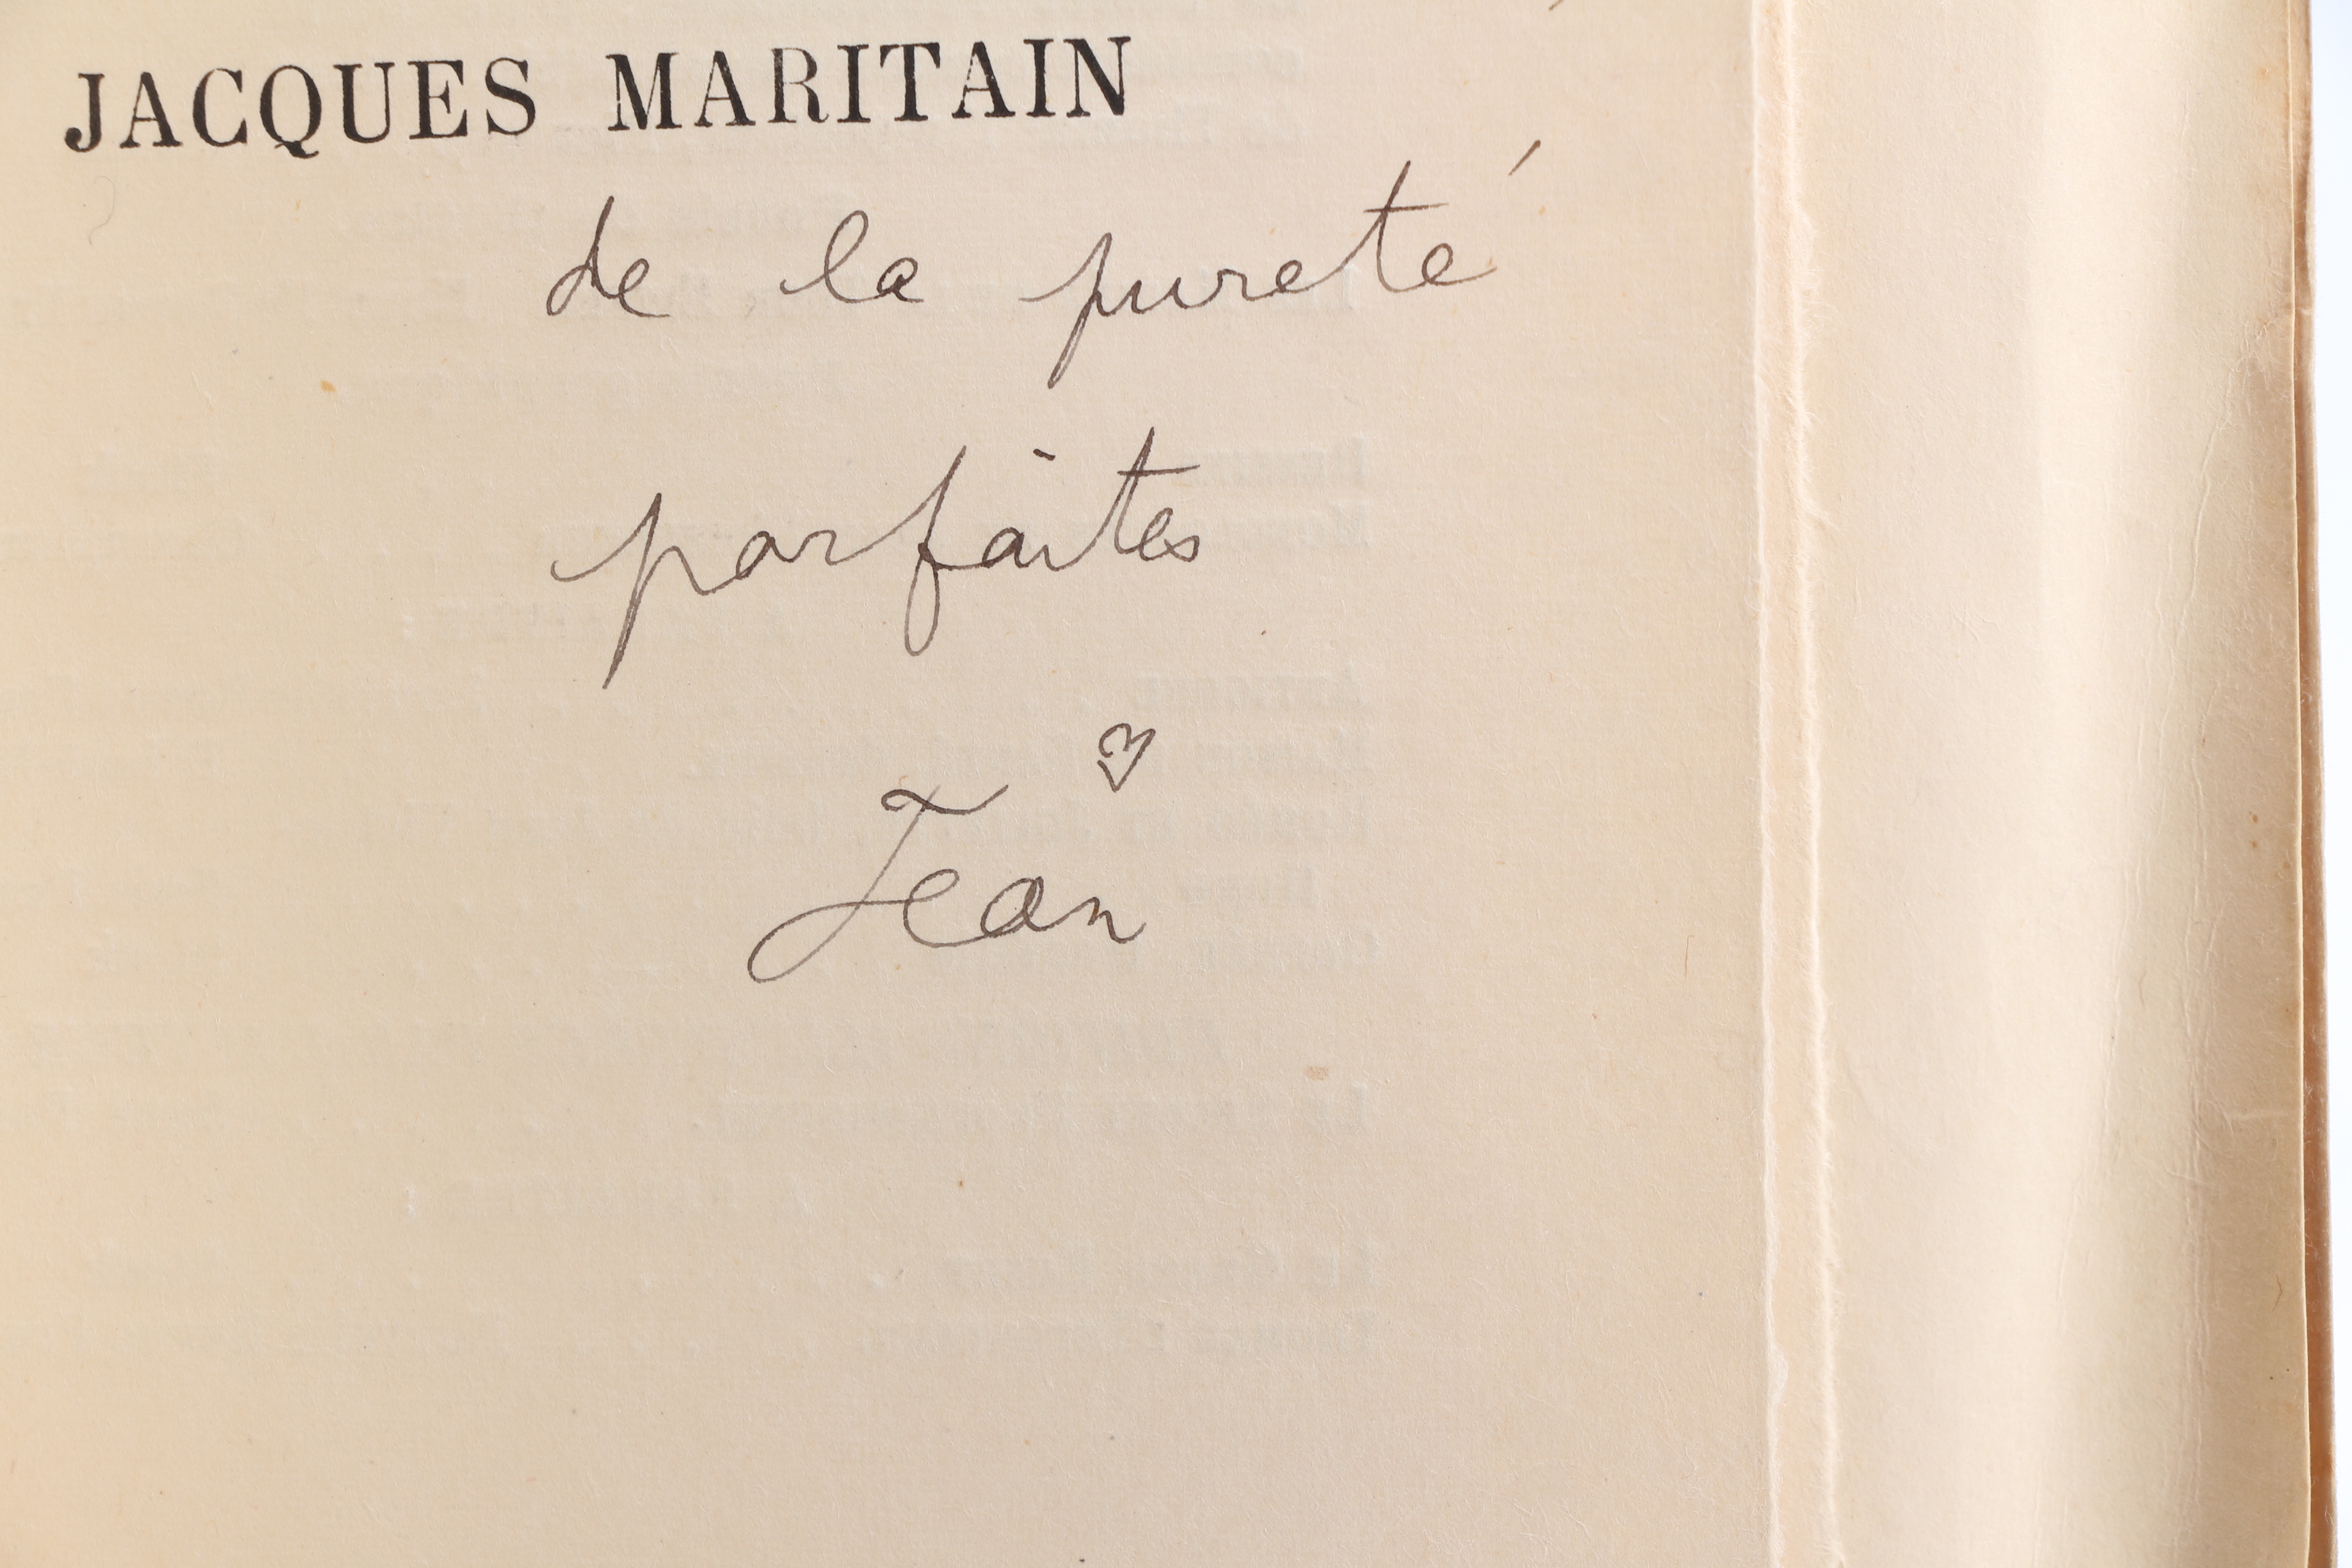 JACQUES MARITAIN
de la pureté
parfaites
♡
Jean